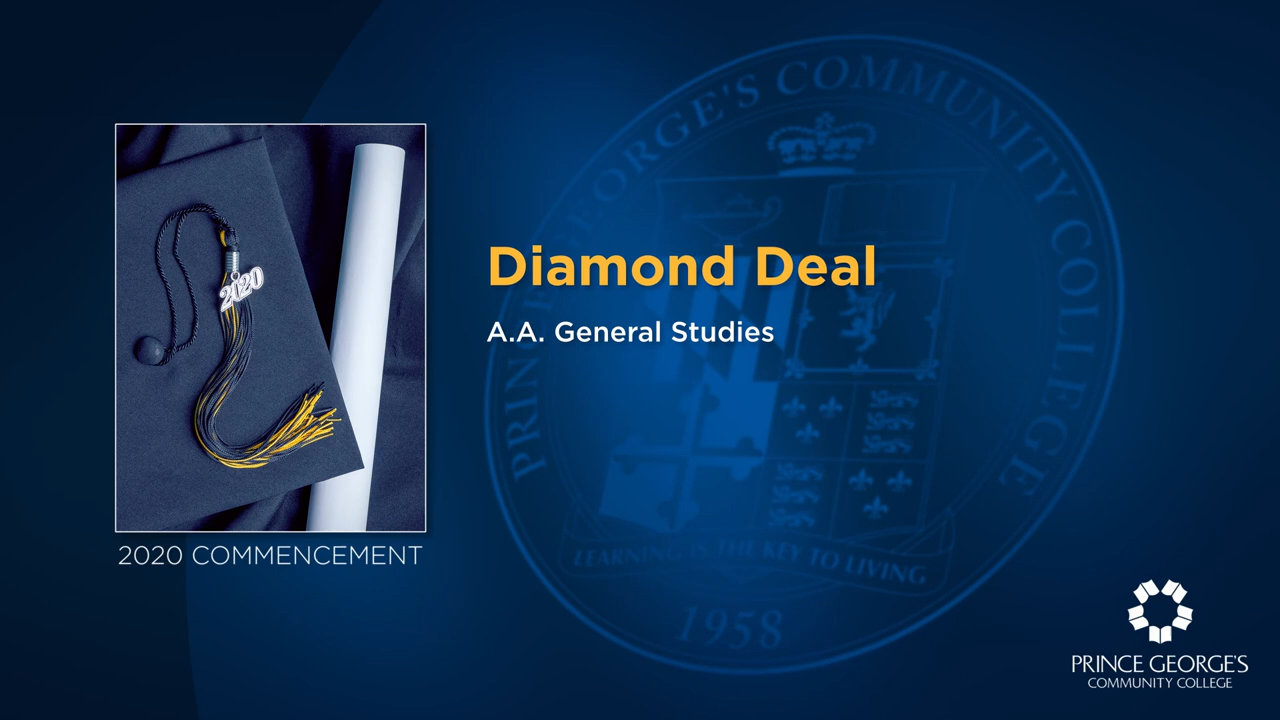 PRINCE GEORGE'S COMMUNITY COLLEGE
2020
Diamond Deal
A.A. General Studies
2020 COMMENCEMENT
LEARNING IS THE KEY TO LIVING
1958
PRINCE GEORGE'S
COMMUNITY COLLEGE